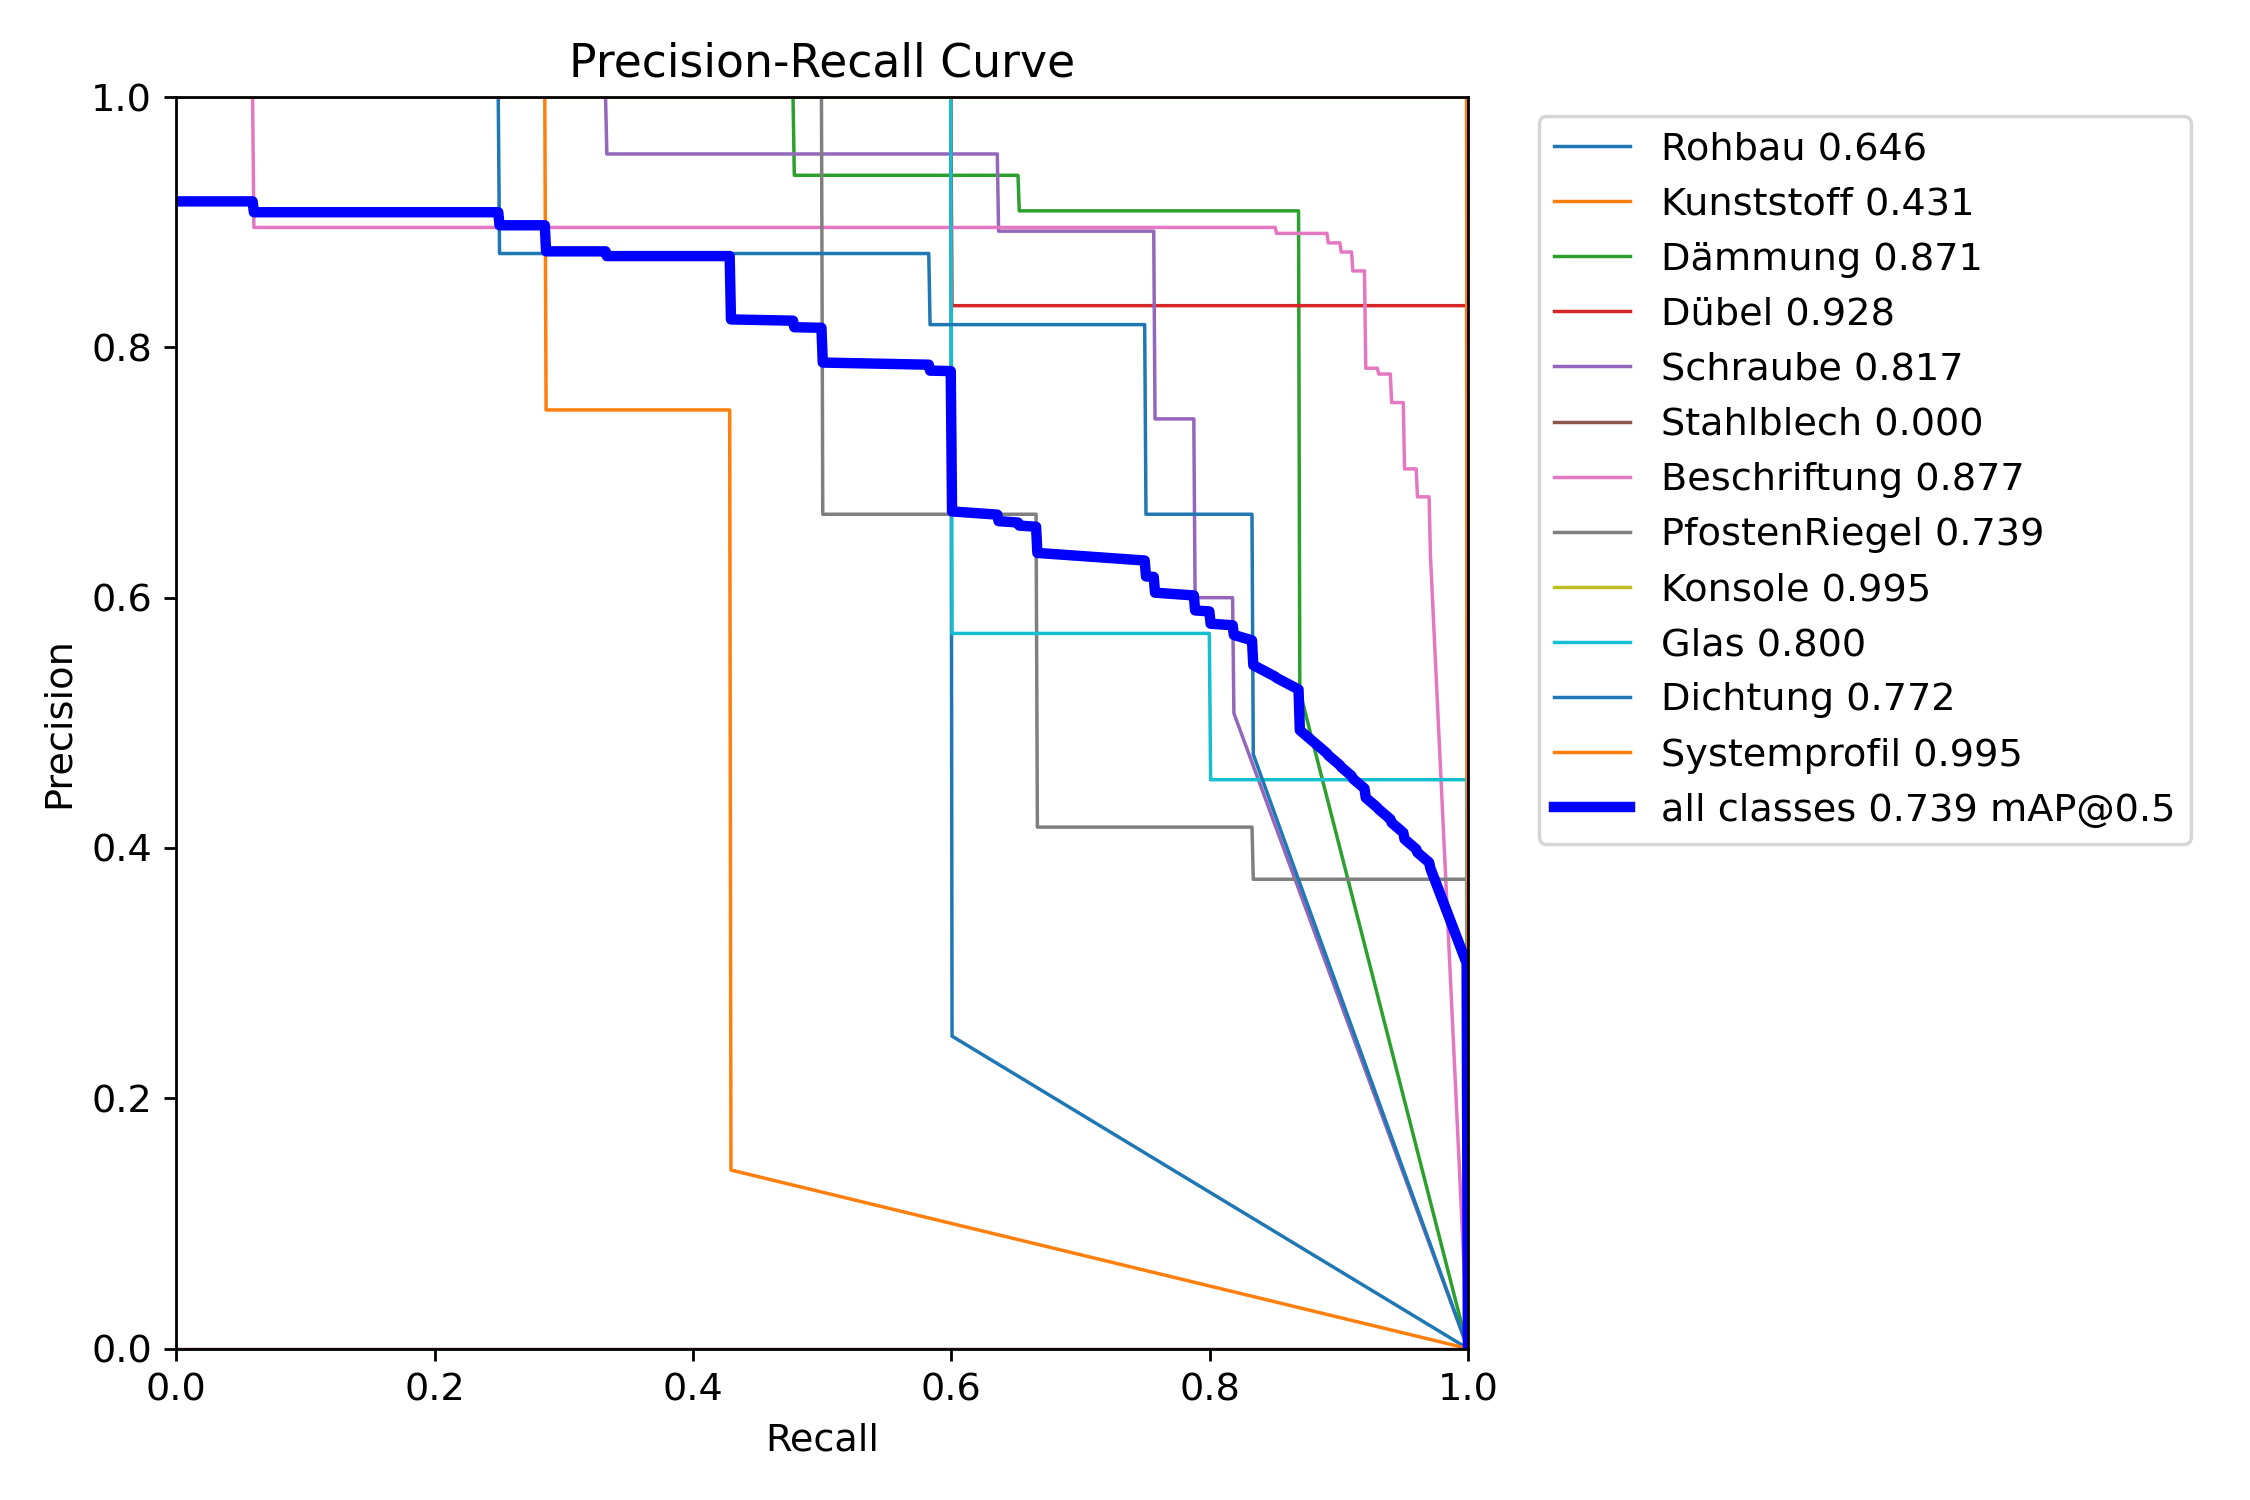 Precision-Recall Curve
1.0
0.8
0.6
0.4
0.2
0.0
Precision
0.0 0.2 0.4 0.6 0.8 1.0
Recall
Rohbau 0.646
Kunststoff 0.431
Dämmung 0.871
Dübel 0.928
Schraube 0.817
Stahlblech 0.000
Beschriftung 0.877
PfostenRiegel 0.739
Konsole 0.995
Glas 0.800
Dichtung 0.772
Systemprofil 0.995
all classes 0.739 mAP@0.5